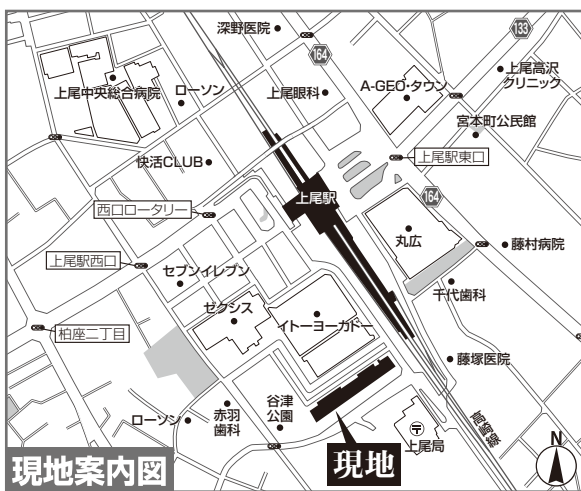 深野医院
133
164
上尾高沢
クリニック
上尾中央総合病院
ローソン
上尾眼科
A-GEO・タウン
宮本町公民館
快活CLUB
上尾駅東口
上尾駅
西口ロータリー
164
丸広
藤村病院
上尾駅西口
セブンイレブン
千代歯科
ゼクシス
イトーヨーカドー
柏座二丁目
藤塚医院
ローソン
赤羽
歯科
谷津
公園
高崎線
上尾局
現地
N
現地案内図